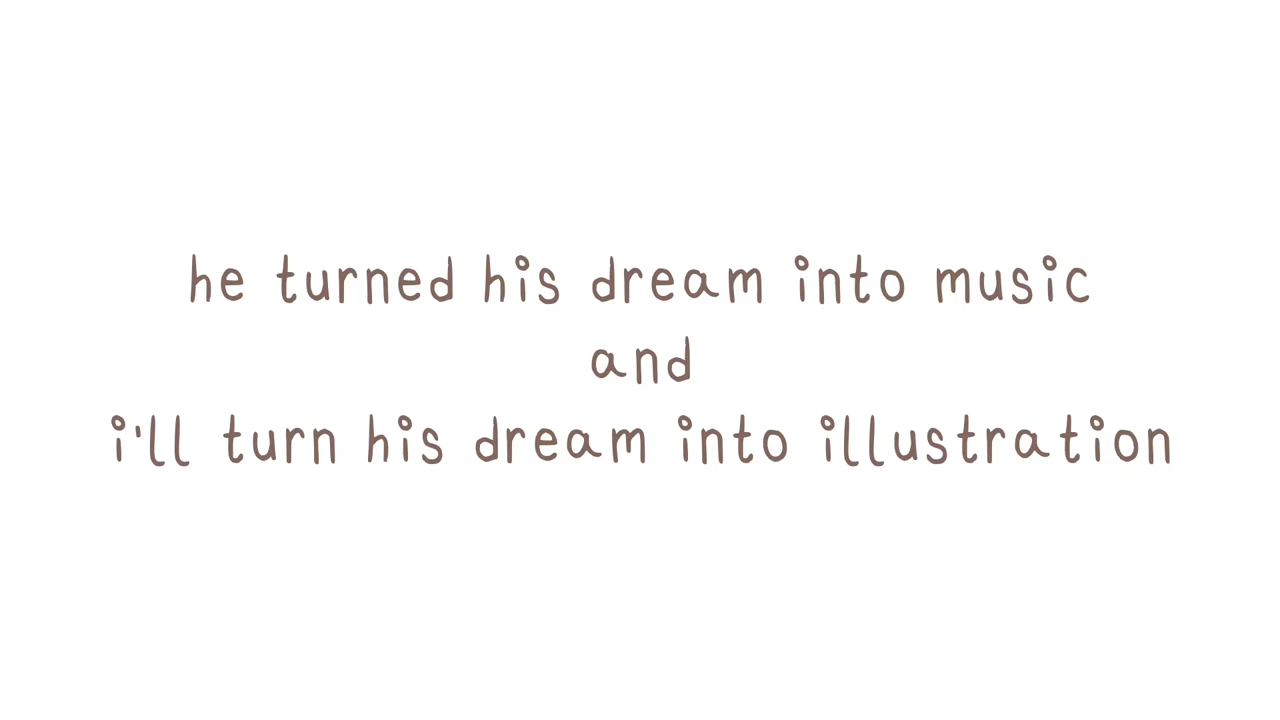 he turned his dream into music
and
i'll turn his dream into illustration